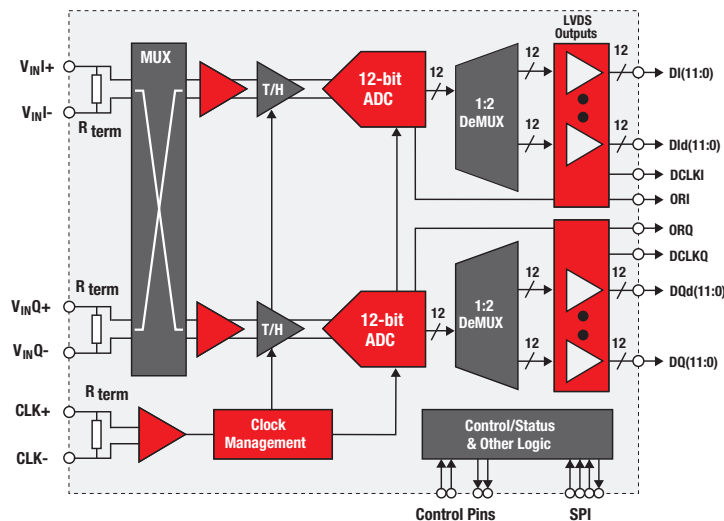 LVDS
Outputs
MUX
VINI+
VINI-
R term
T/H
12-bit
ADC
12
1:2
DeMUX
12
12
12
12
DI(11:0)
DId(11:0)
DCLKI
ORI
ORQ
DCLKQ
VINQ+
VINQ-
R term
T/H
12-bit
ADC
12
1:2
DeMUX
12
12
12
12
DQd(11:0)
DQ(11:0)
CLK+
CLK-
R term
Clock
Management
Control/Status
& Other Logic
Control Pins
SPI